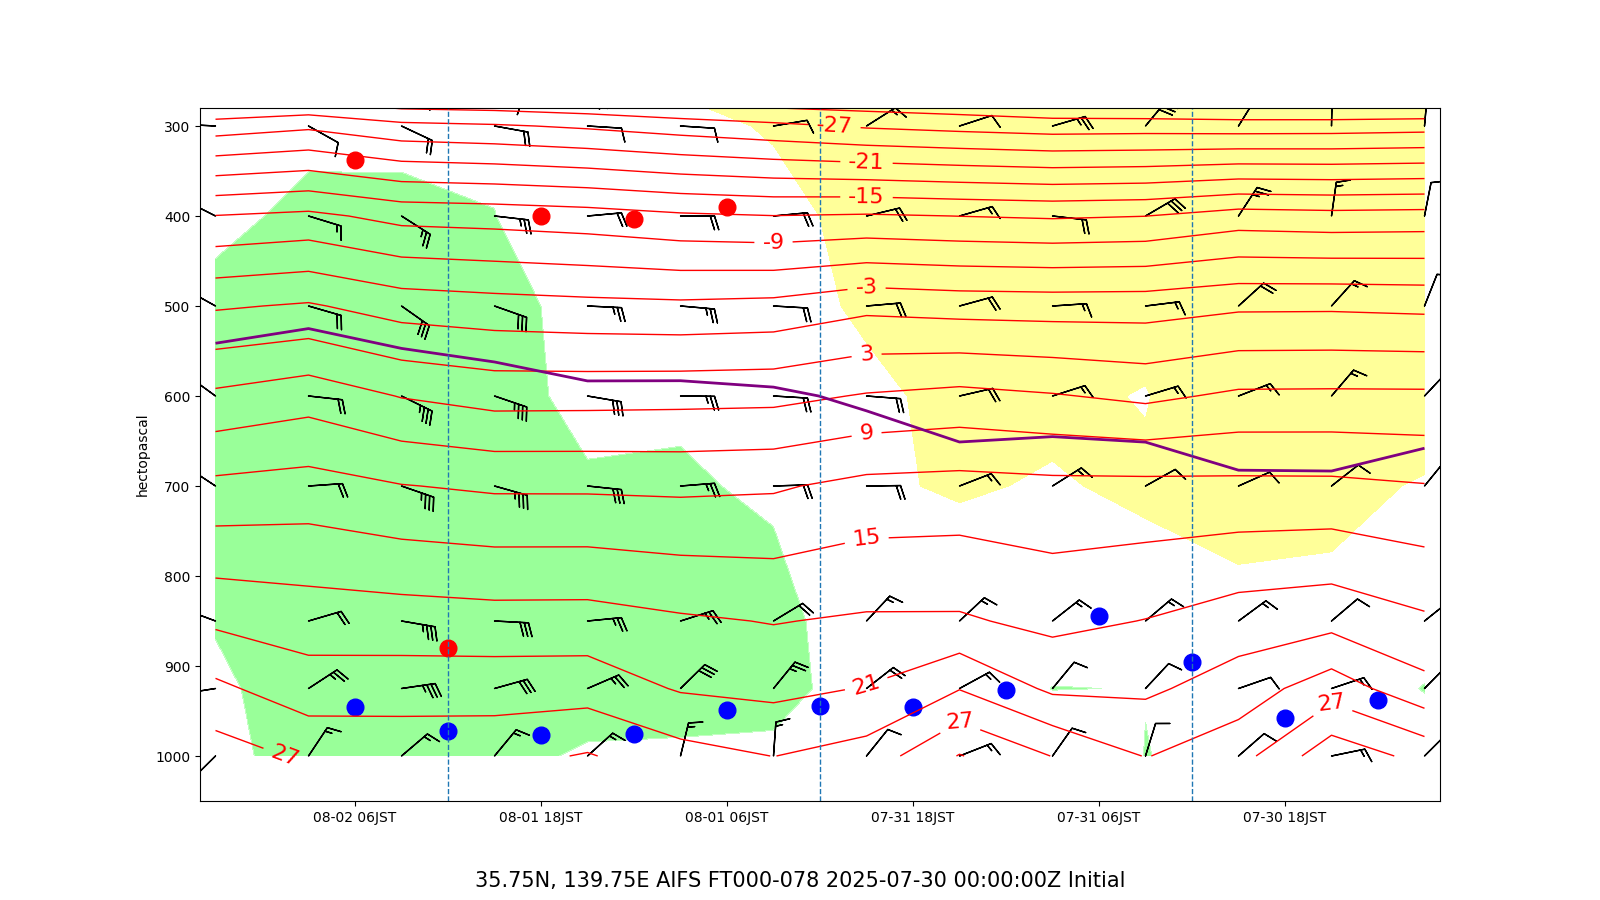 300
400
500
600
700
800
900
1000
hectopascal
-27
-21
-15
-9
-3
3
9
15
21
27
27
27
08-02 06JST
08-01 18JST
08-01 06JST
07-31 18JST
07-31 06JST
07-30 18JST
35.75N, 139.75E AIFS FT000-078 2025-07-30 00:00:00Z Initial